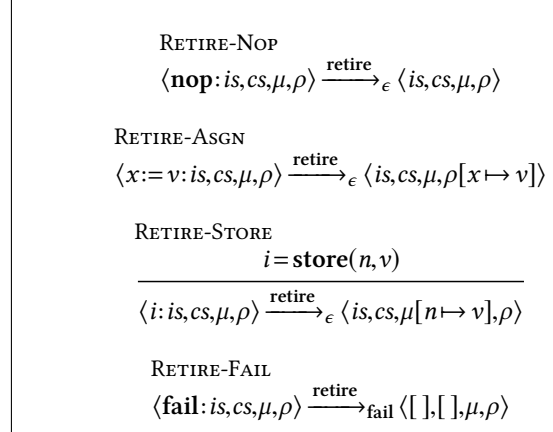 RETIRE-NOP
⟨nop:is,cs,μ,ρ⟩ —retire→ϵ ⟨is,cs,μ,ρ⟩
RETIRE-ASGN
⟨x:=v:is,cs,μ,ρ⟩ —retire→ϵ ⟨is,cs,μ,ρ[x↦v]⟩
RETIRE-STORE
i=store(n,v)
⟨i:is,cs,μ,ρ⟩ —retire→ϵ ⟨is,cs,μ[n↦v],ρ⟩
RETIRE-FAIL
⟨fail:is,cs,μ,ρ⟩ —retire→fail ⟨[],[],μ,ρ⟩